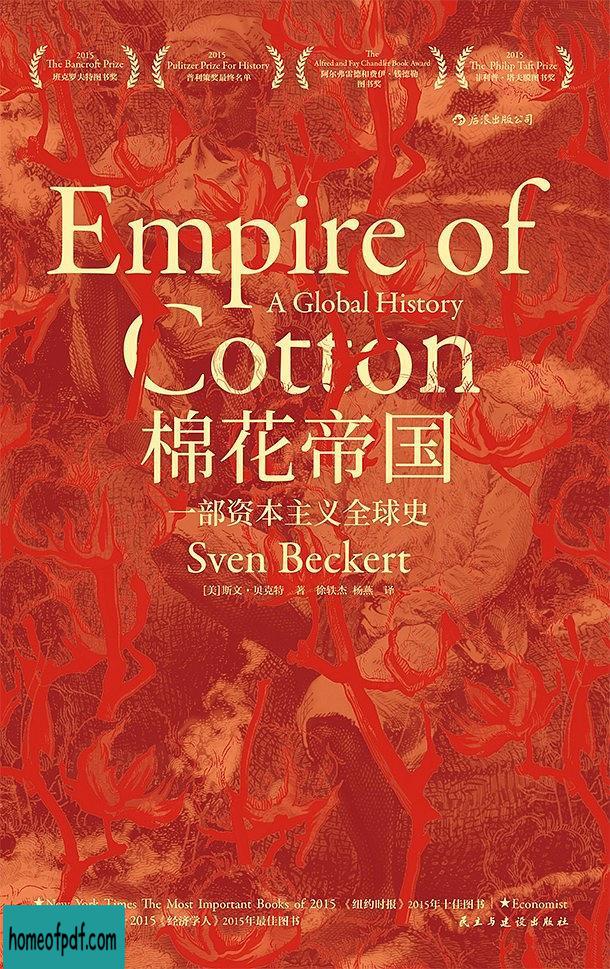 2015
The Bancroft Prize
班克罗夫特图书奖
2015
Pulitzer Prize For History
普利策奖最终名单
The
Alfred and Fay Chandler Book Award
阿尔弗雷德和费伊·钱德勒
图书奖
2015
The Philip Taft Prize
菲利普·塔夫脱图书奖
后浪出版公司
Empire of
A Global History
Cotton
棉花帝国
一部资本主义全球史
Sven Beckert
[美]斯文·贝克特 著 徐轶杰 杨燕 译
★New York Times The Most Important Books of 2015 《纽约时报》2015年十佳图书 | ★Economist
2015《经济学人》2015年最佳图书
民主与建设出版社
homeofpdf.com